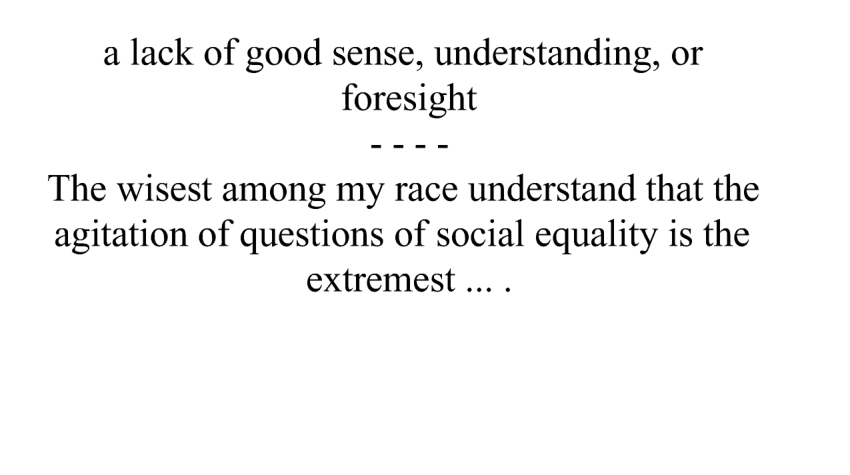 a lack of good sense, understanding, or
foresight
- - - -
The wisest among my race understand that the
agitation of questions of social equality is the
extremest ... .